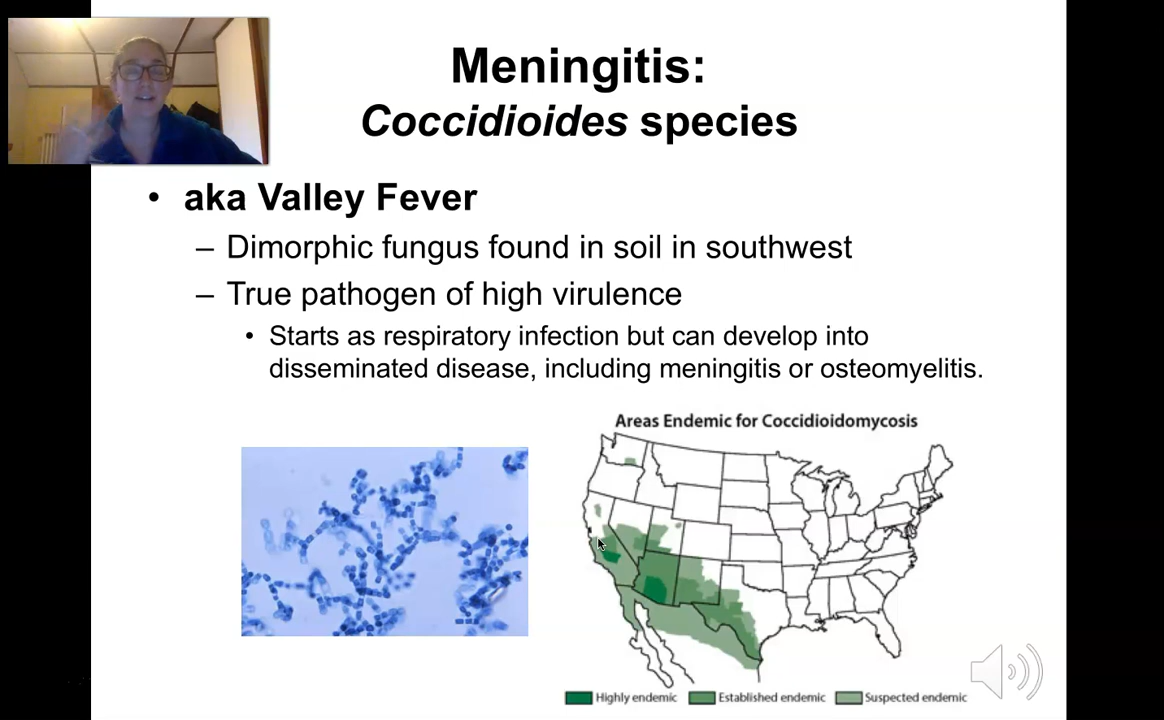 Meningitis:
Coccidioides species
• aka Valley Fever
– Dimorphic fungus found in soil in southwest
– True pathogen of high virulence
• Starts as respiratory infection but can develop into
disseminated disease, including meningitis or osteomyelitis.
Areas Endemic for Coccidioidomycosis
Highly endemic Established endemic Suspected endemic